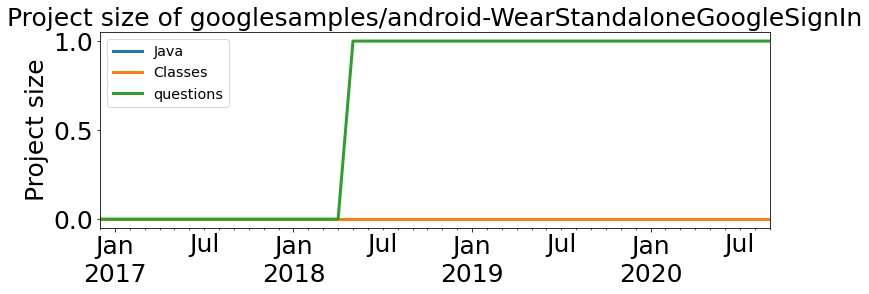 Project size of googlesamples/android-WearStandaloneGoogleSignIn
Java
Classes
questions
Project size
1.0
0.5
0.0
Jan Jul Jan Jul Jan Jul Jan Jul
2017 2018 2019 2020